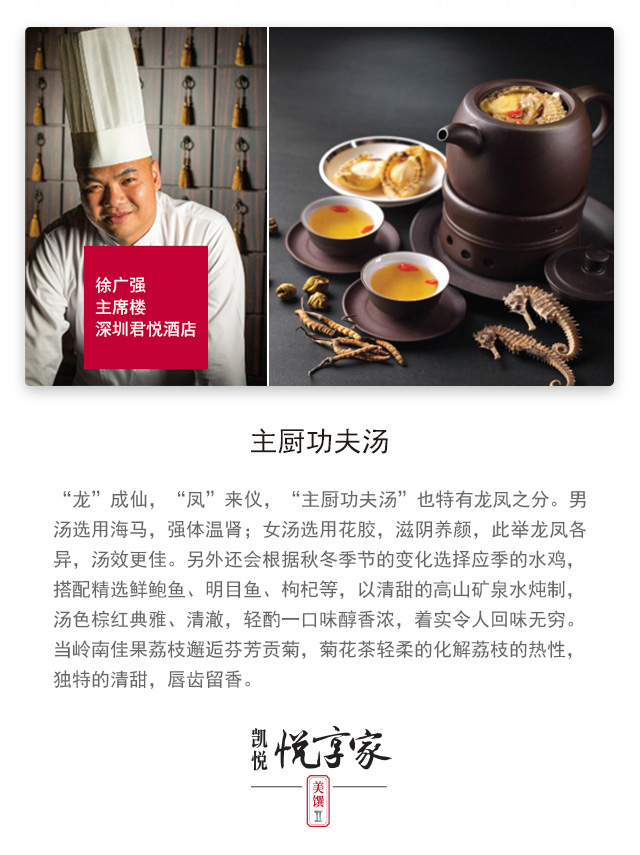 徐广强
主席楼
深圳君悦酒店
主厨功夫汤
“龙”成仙，“凤”来仪，“主厨功夫汤”也特有龙凤之分。男
汤选用海马，强体温肾；女汤选用花胶，滋阴养颜，此举龙凤各
异，汤效更佳。另外还会根据秋冬季节的变化选择应季的水鸡，
搭配精选鲜鲍鱼、明目鱼、枸杞等，以清甜的高山矿泉水炖制，
汤色棕红典雅、清澈，轻酌一口味醇香浓，着实令人回味无穷。
当岭南佳果荔枝邂逅芬芳贡菊，菊花茶轻柔的化解荔枝的热性，
独特的清甜，唇齿留香。
凯悦 悦享家
美馔 II